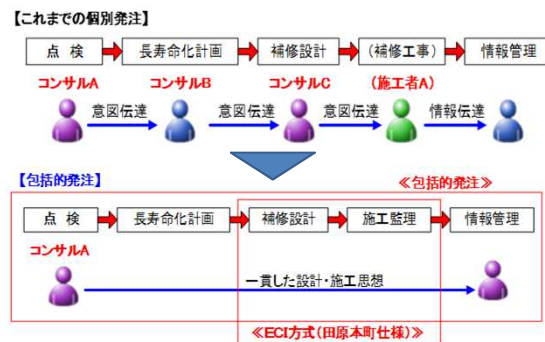 【これまでの個別発注】
点 検
長寿命化計画
補修設計
(補修工事)
情報管理
コンサルA
コンサルB
コンサルC
(施工者A)
意図伝達
意図伝達
意図伝達
情報伝達
【包括的発注】
≪包括的発注≫
点 検
長寿命化計画
補修設計
施工監理
情報管理
コンサルA
一貫した設計・施工思想
≪ECI方式(田原本町仕様)≫